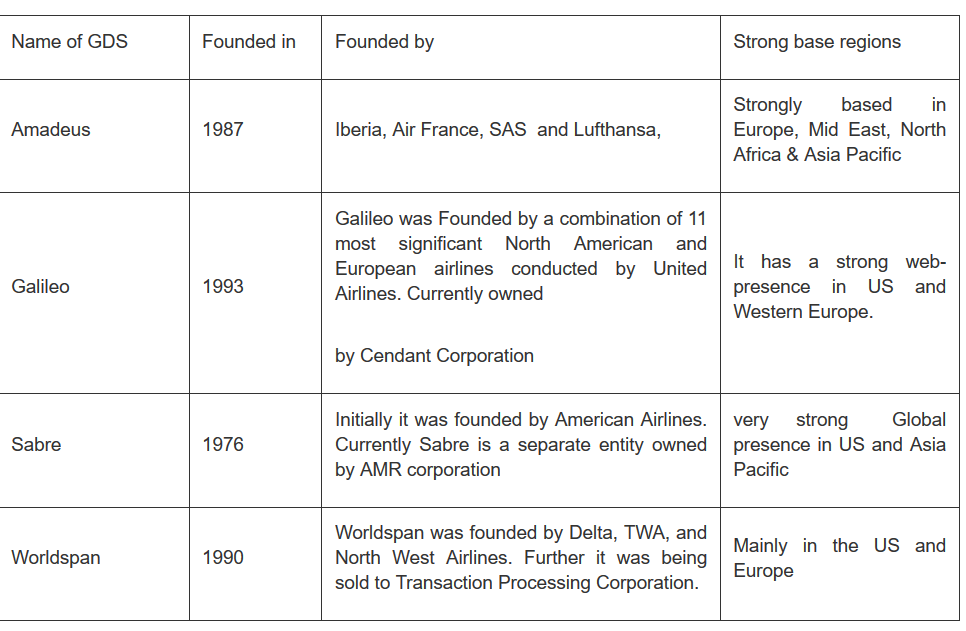 Name of GDS
Founded in
Founded by
Strong base regions
Amadeus
1987
Iberia, Air France, SAS and Lufthansa,
Strongly based in
Europe, Mid East, North
Africa & Asia Pacific
Galileo
1993
Galileo was Founded by a combination of 11
most significant North American and
European airlines conducted by United
Airlines. Currently owned
by Cendant Corporation
It has a strong web-
presence in US and
Western Europe.
Sabre
1976
Initially it was founded by American Airlines.
Currently Sabre is a separate entity owned
by AMR corporation
very strong Global
presence in US and Asia
Pacific
Worldspan
1990
Worldspan was founded by Delta, TWA, and
North West Airlines. Further it was being
sold to Transaction Processing Corporation.
Mainly in the US and
Europe